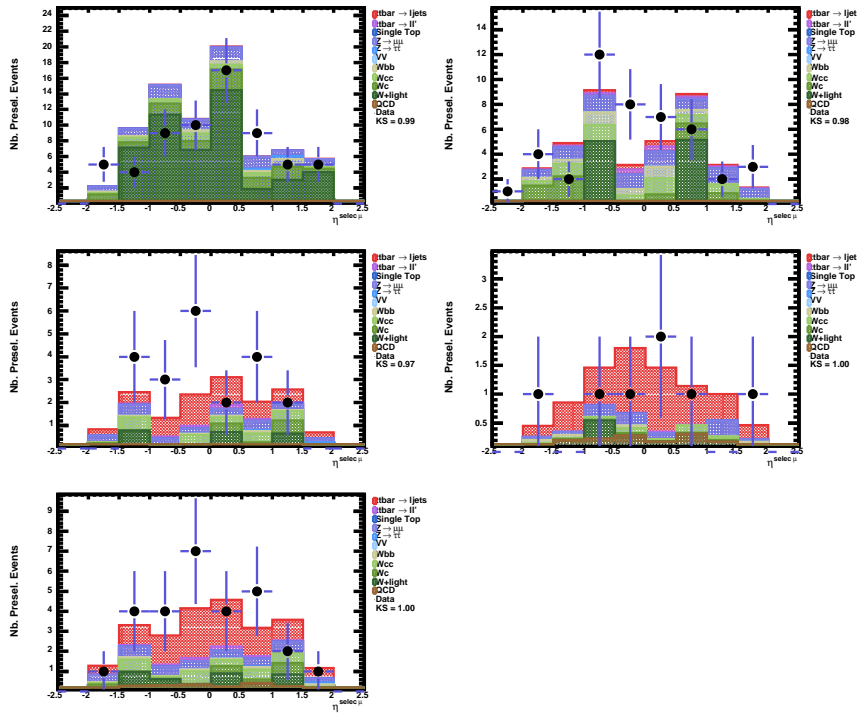 24
22
20
18
16
14
12
10
8
6
4
2
Nb. Presel. Events
-2.5 -2 -1.5 -1 -0.5 0 0.5 1 1.5 2 2.5
η selec μ
ttbar → ljets
ttbar → ll'
Single Top
Z → μμ
Z → ττ
VV
Wbb
Wcc
Wc
W+light
QCD
Data
KS = 0.99
14
12
10
8
6
4
2
Nb. Presel. Events
-2.5 -2 -1.5 -1 -0.5 0 0.5 1 1.5 2 2.5
η selec μ
ttbar → ljets
ttbar → ll'
Single Top
Z → μμ
Z → ττ
VV
Wbb
Wcc
Wc
W+light
QCD
Data
KS = 0.98
8
7
6
5
4
3
2
1
Nb. Presel. Events
-2.5 -2 -1.5 -1 -0.5 0 0.5 1 1.5 2 2.5
η selec μ
ttbar → ljets
ttbar → ll'
Single Top
Z → μμ
Z → ττ
VV
Wbb
Wcc
Wc
W+light
QCD
Data
KS = 0.97
3
2.5
2
1.5
1
0.5
Nb. Presel. Events
-2.5 -2 -1.5 -1 -0.5 0 0.5 1 1.5 2 2.5
η selec μ
ttbar → ljets
ttbar → ll'
Single Top
Z → μμ
Z → ττ
VV
Wbb
Wcc
Wc
W+light
QCD
Data
KS = 1.00
9
8
7
6
5
4
3
2
1
Nb. Presel. Events
-2.5 -2 -1.5 -1 -0.5 0 0.5 1 1.5 2 2.5
η selec μ
ttbar → ljets
ttbar → ll'
Single Top
Z → μμ
Z → ττ
VV
Wbb
Wcc
Wc
W+light
QCD
Data
KS = 1.00